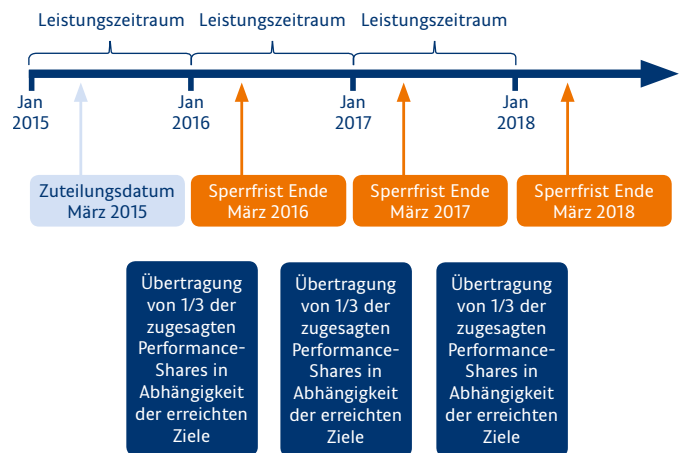 Leistungszeitraum Leistungszeitraum Leistungszeitraum
Jan Jan Jan Jan
2015 2016 2017 2018
Zuteilungsdatum
März 2015
Sperrfrist Ende
März 2016
Sperrfrist Ende
März 2017
Sperrfrist Ende
März 2018
Übertragung
von 1/3 der
zugesagten
Performance-
Shares in
Abhängigkeit
der erreichten
Ziele
Übertragung
von 1/3 der
zugesagten
Performance-
Shares in
Abhängigkeit
der erreichten
Ziele
Übertragung
von 1/3 der
zugesagten
Performance-
Shares in
Abhängigkeit
der erreichten
Ziele